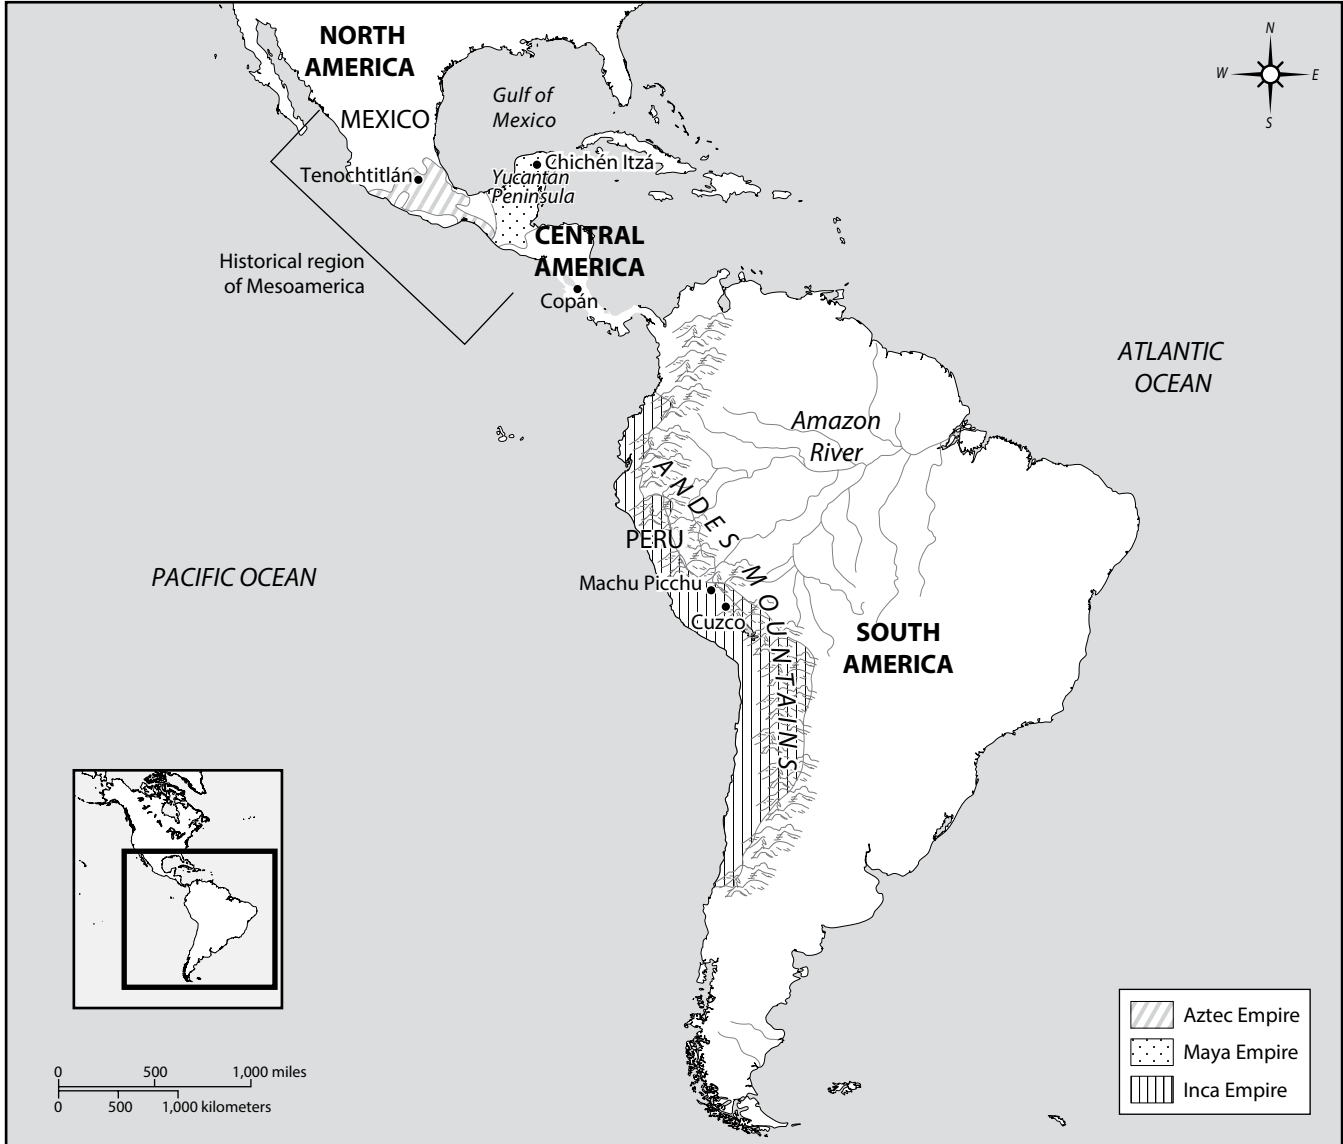 NORTH
AMERICA
MEXICO
Gulf of
Mexico
N
W
E
S
Tenochtitlán
Chichén Itzá
Yucantan
Peninsula
CENTRAL
AMERICA
Historical region
of Mesoamerica
Copán
ATLANTIC
OCEAN
Amazon
River
ANDES MOUNTAINS
PERU
PACIFIC OCEAN
Machu Picchu
Cuzco
SOUTH
AMERICA
0 500 1,000 miles
0 500 1,000 kilometers
Aztec Empire
Maya Empire
Inca Empire